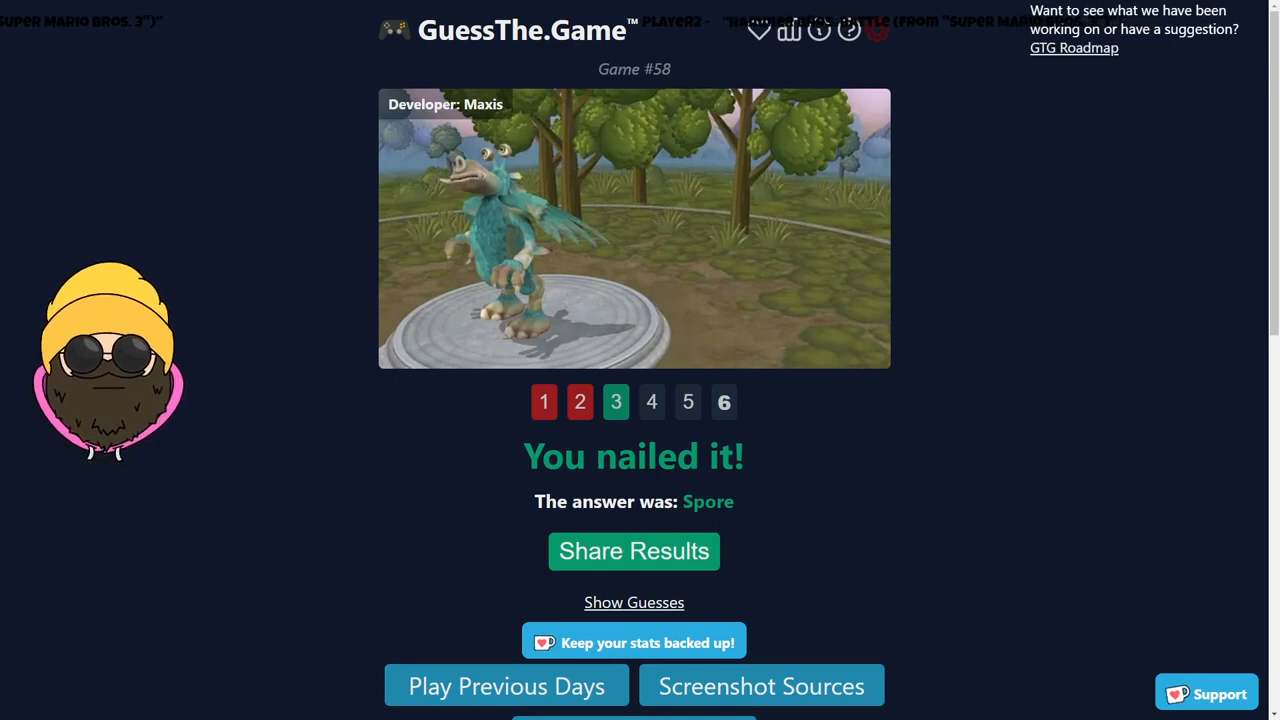 Super Mario Bros. 3")"
GuessThe.Game™
Player2 -
Want to see what we have been
working on or have a suggestion?
GTG Roadmap
Game #58
Developer: Maxis
1 2 3 4 5 6
You nailed it!
The answer was: Spore
Share Results
Show Guesses
Keep your stats backed up!
Play Previous Days
Screenshot Sources
Support